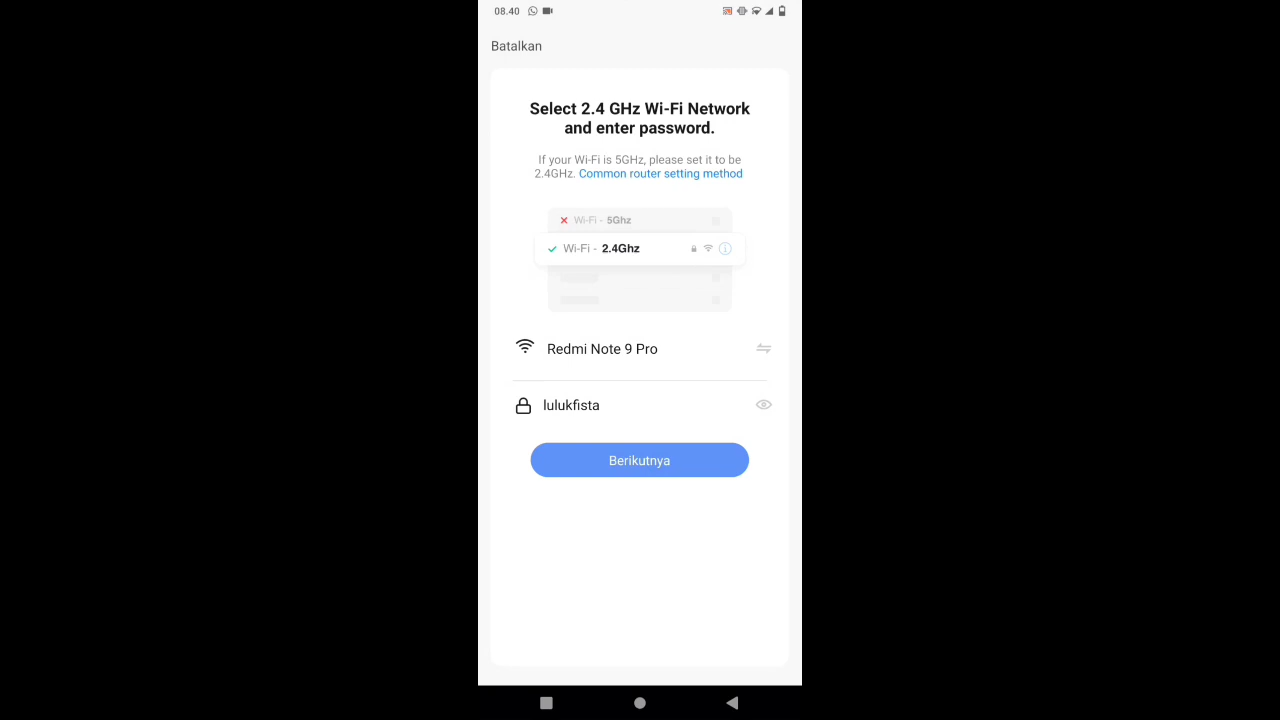 08.40
Batalkan
Select 2.4 GHz Wi-Fi Network
and enter password.
If your Wi-Fi is 5GHz, please set it to be
2.4GHz. Common router setting method
Wi-Fi - 5Ghz
Wi-Fi - 2.4Ghz
Redmi Note 9 Pro
lulukfista
Berikutnya